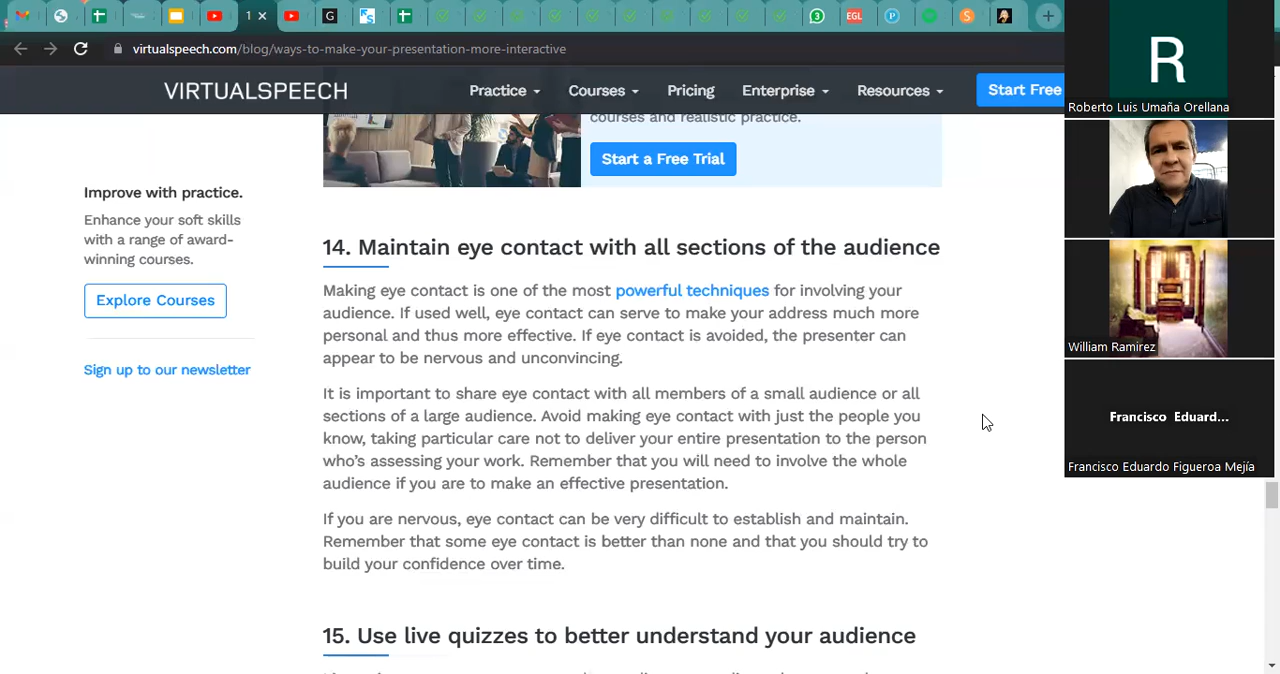 1
G
3
EGL
P
S
virtualspeech.com/blog/ways-to-make-your-presentation-more-interactive
VIRTUALSPEECH
Practice
Courses
Pricing
Enterprise
Resources
Start Free
courses and realistic practice.
Start a Free Trial
Improve with practice.
Enhance your soft skills
with a range of award-
winning courses.
Explore Courses
Sign up to our newsletter
14. Maintain eye contact with all sections of the audience
Making eye contact is one of the most powerful techniques for involving your
audience. If used well, eye contact can serve to make your address much more
personal and thus more effective. If eye contact is avoided, the presenter can
appear to be nervous and unconvincing.
It is important to share eye contact with all members of a small audience or all
sections of a large audience. Avoid making eye contact with just the people you
know, taking particular care not to deliver your entire presentation to the person
who's assessing your work. Remember that you will need to involve the whole
audience if you are to make an effective presentation.
If you are nervous, eye contact can be very difficult to establish and maintain.
Remember that some eye contact is better than none and that you should try to
build your confidence over time.
15. Use live quizzes to better understand your audience
R
Roberto Luis Umaña Orellana
William Ramirez
Francisco Eduard...
Francisco Eduardo Figueroa Mejía